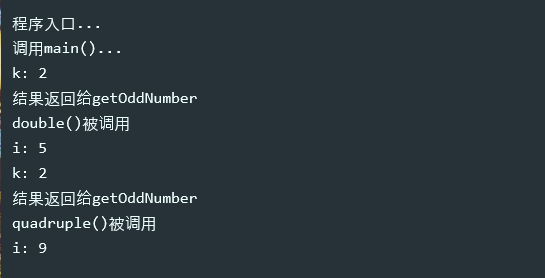 程序入口...
调用main()...
k: 2
结果返回给getOddNumber
double()被调用
i: 5
k: 2
结果返回给getOddNumber
quadruple()被调用
i: 9